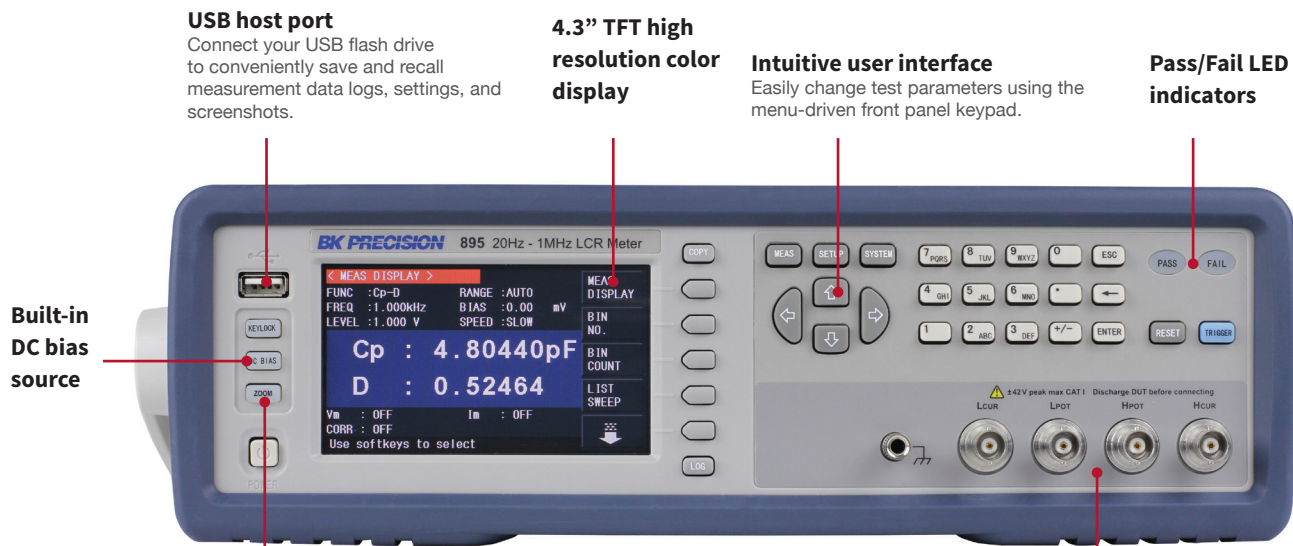 USB host port
Connect your USB flash drive
to conveniently save and recall
measurement data logs, settings, and
screenshots.
4.3” TFT high
resolution color
display
Intuitive user interface
Easily change test parameters using the
menu-driven front panel keypad.
Pass/Fail LED
indicators
Built-in
DC bias
source
BK PRECISION 895 20Hz - 1MHz LCR Meter
KEYLOCK
DC BIAS
ZOOM
POWER
< MEAS DISPLAY >
FUNC :Cp-D RANGE :AUTO
FREQ :1.000kHz BIAS :0.00 mV
LEVEL :1.000 V SPEED :SLOW
Cp : 4.80440pF
D : 0.52464
Vm : OFF Im : OFF
CORR : OFF
Use softkeys to select
MEAS
DISPLAY
BIN
NO.
BIN
COUNT
LIST
SWEEP
COPY
LOG
MEAS SETUP SYSTEM
7 PQRS 8 TUV 9 WXYZ 0 ESC
4 GHI 5 JKL 6 MNO •
1 2 ABC 3 DEF +/- ENTER
PASS FAIL
RESET TRIGGER
±42V peak max CAT I Discharge DUT before connecting
LCUR LPOT HPOT HCUR